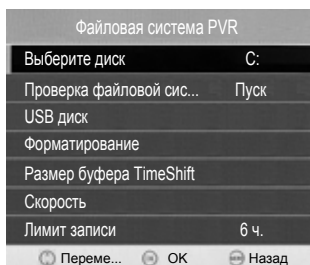 Файловая система PVR
Выберите диск C:
Проверка файловой сис... Пуск
USB диск
Форматирование
Размер буфера TimeShift
Скорость
Лимит записи 6 ч.
Переме... OK Назад